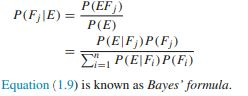 P(F_j|E) = P(EF_j) / P(E)
= P(E|F_j)P(F_j) / ∑_{i=1}^{n} P(E|F_i)P(F_i)
Equation (1.9) is known as Bayes' formula.